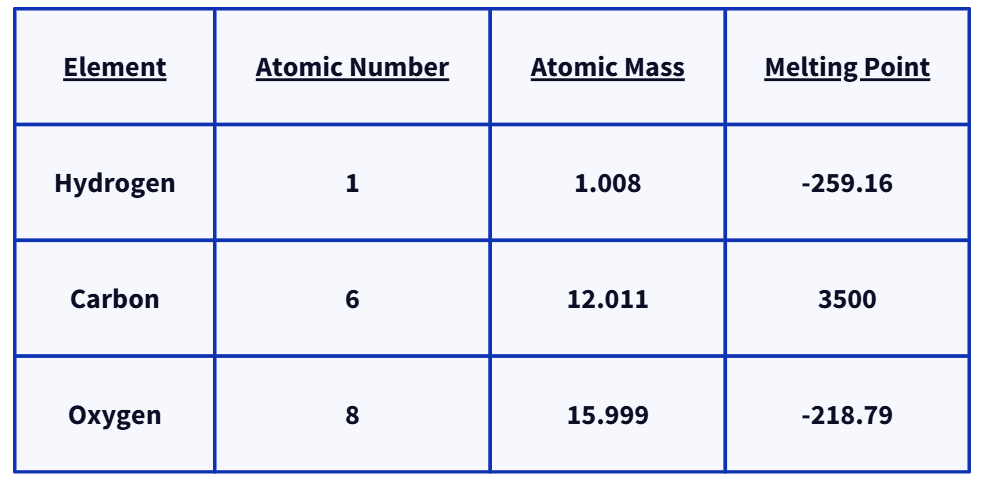 Element Atomic Number Atomic Mass Melting Point
Hydrogen 1 1.008 -259.16
Carbon 6 12.011 3500
Oxygen 8 15.999 -218.79